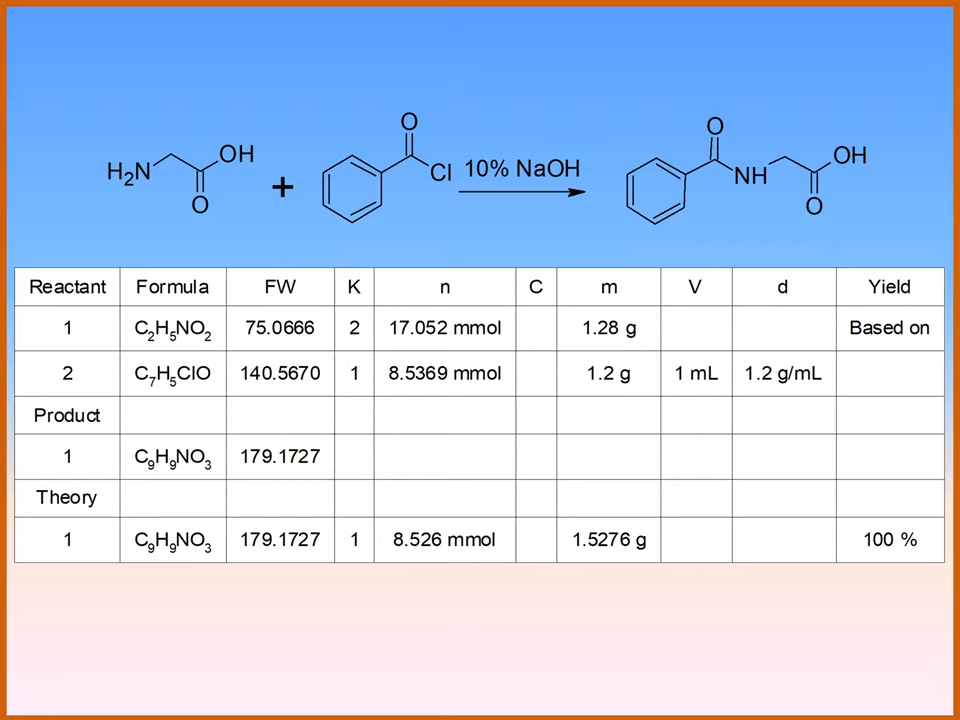 H₂N OH O + O Cl 10% NaOH O NH OH O
Reactant Formula FW K n C m V d Yield
1 C₂H₅NO₂ 75.0666 2 17.052 mmol 1.28 g Based on
2 C₇H₅ClO 140.5670 1 8.5369 mmol 1.2 g 1 mL 1.2 g/mL
Product
1 C₉H₉NO₃ 179.1727
Theory
1 C₉H₉NO₃ 179.1727 1 8.526 mmol 1.5276 g 100 %